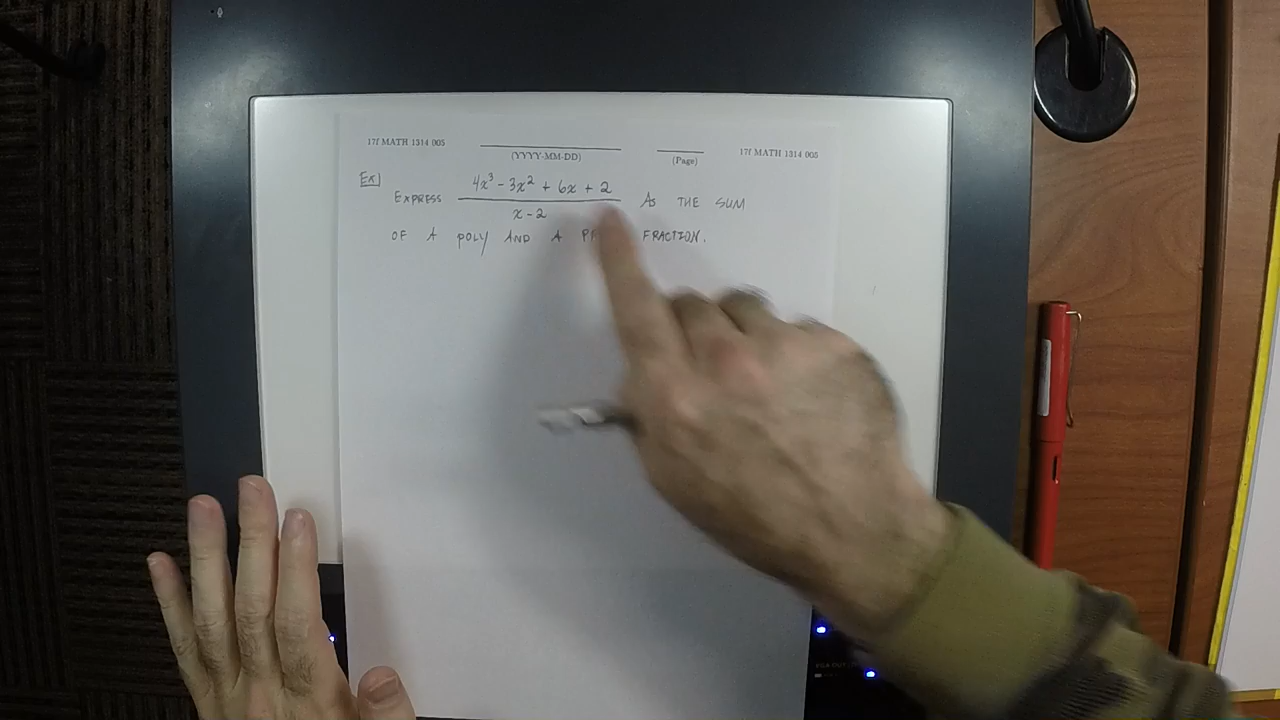 17f MATH 1314 005 (YYYY-MM-DD) (Page) 17f MATH 1314 005
Ex)
EXPRESS 4x³ - 3x² + 6x + 2 / x - 2 AS THE SUM
OF A POLY AND A FRACTION.